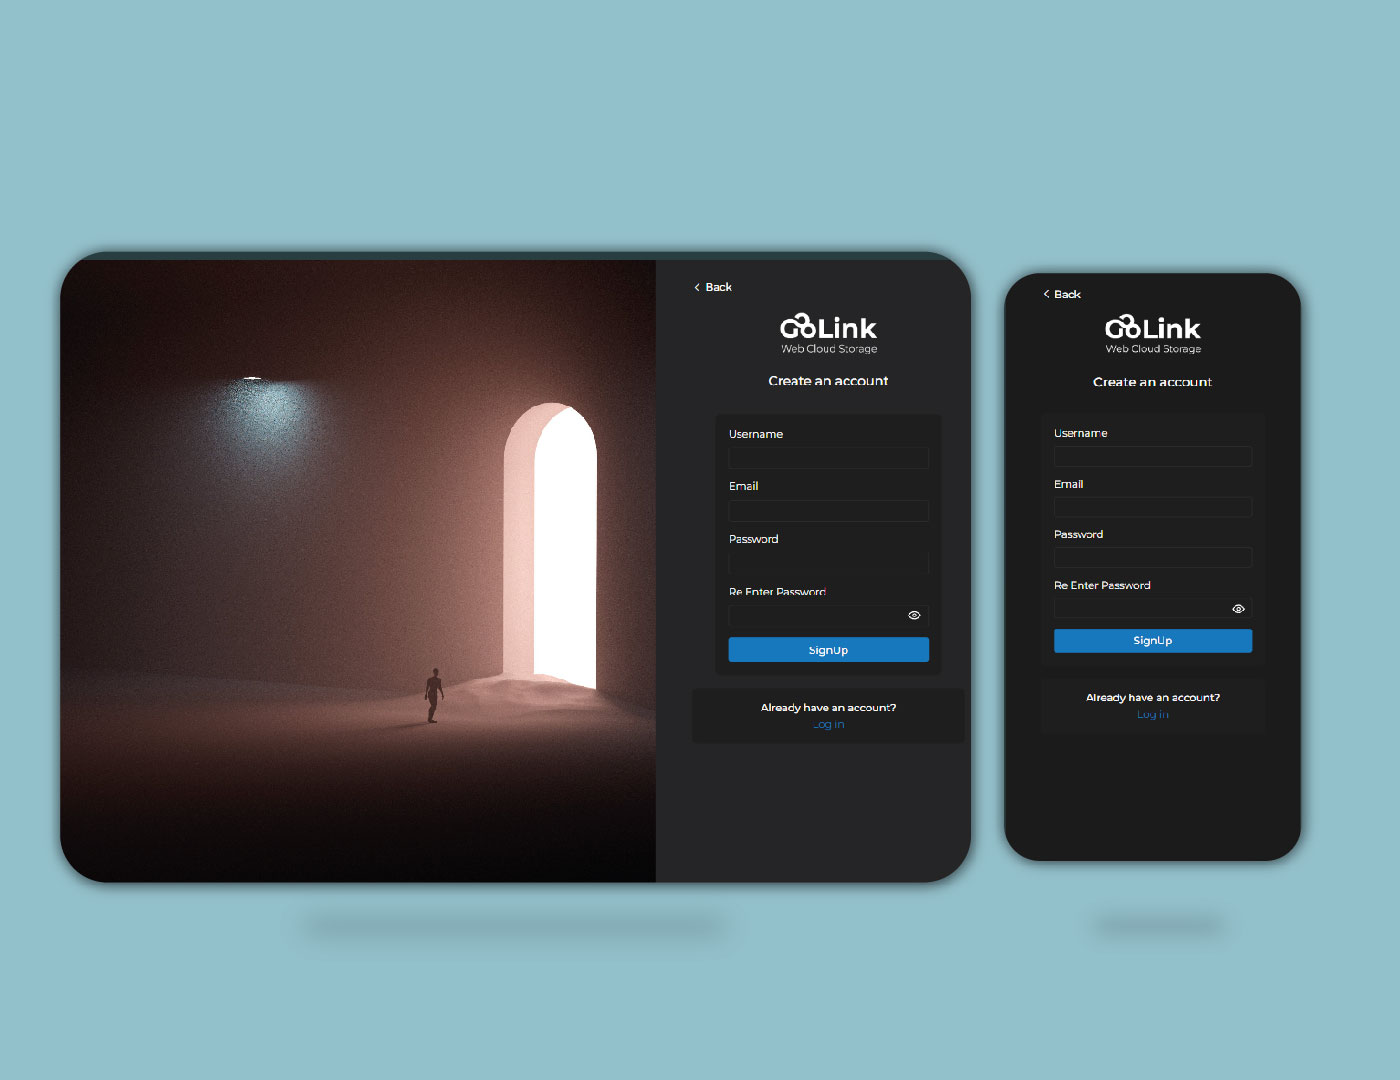 Back
GoLink
Web Cloud Storage
Create an account
Username
Email
Password
Re Enter Password
SignUp
Already have an account?
Log in
Back
GoLink
Web Cloud Storage
Create an account
Username
Email
Password
Re Enter Password
SignUp
Already have an account?
Log in